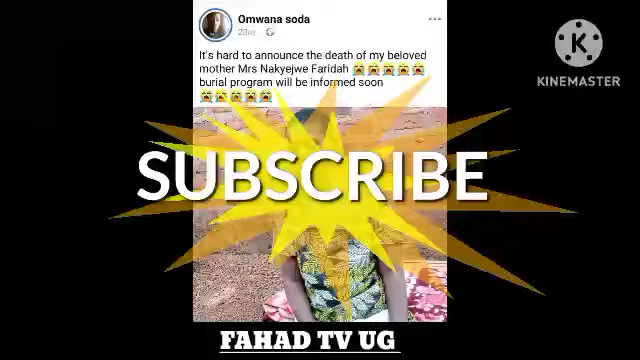 Omwana soda
It's hard to announce the death of my beloved
mother Mrs Nakyejwe Faridah 😭😭😭😭😭
burial program will be informed soon
😭😭😭😭😭
K
KINEMASTER
SUBSCRIBE
FAHAD TV UG